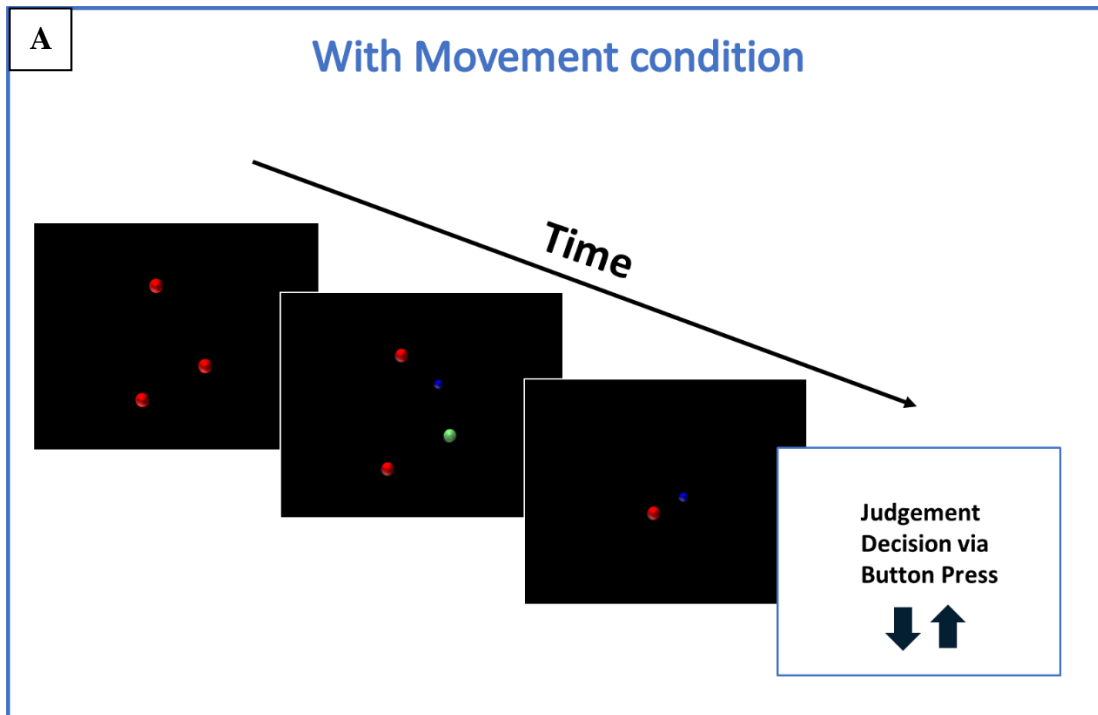 A
With Movement condition
Time
Judgement
Decision via
Button Press